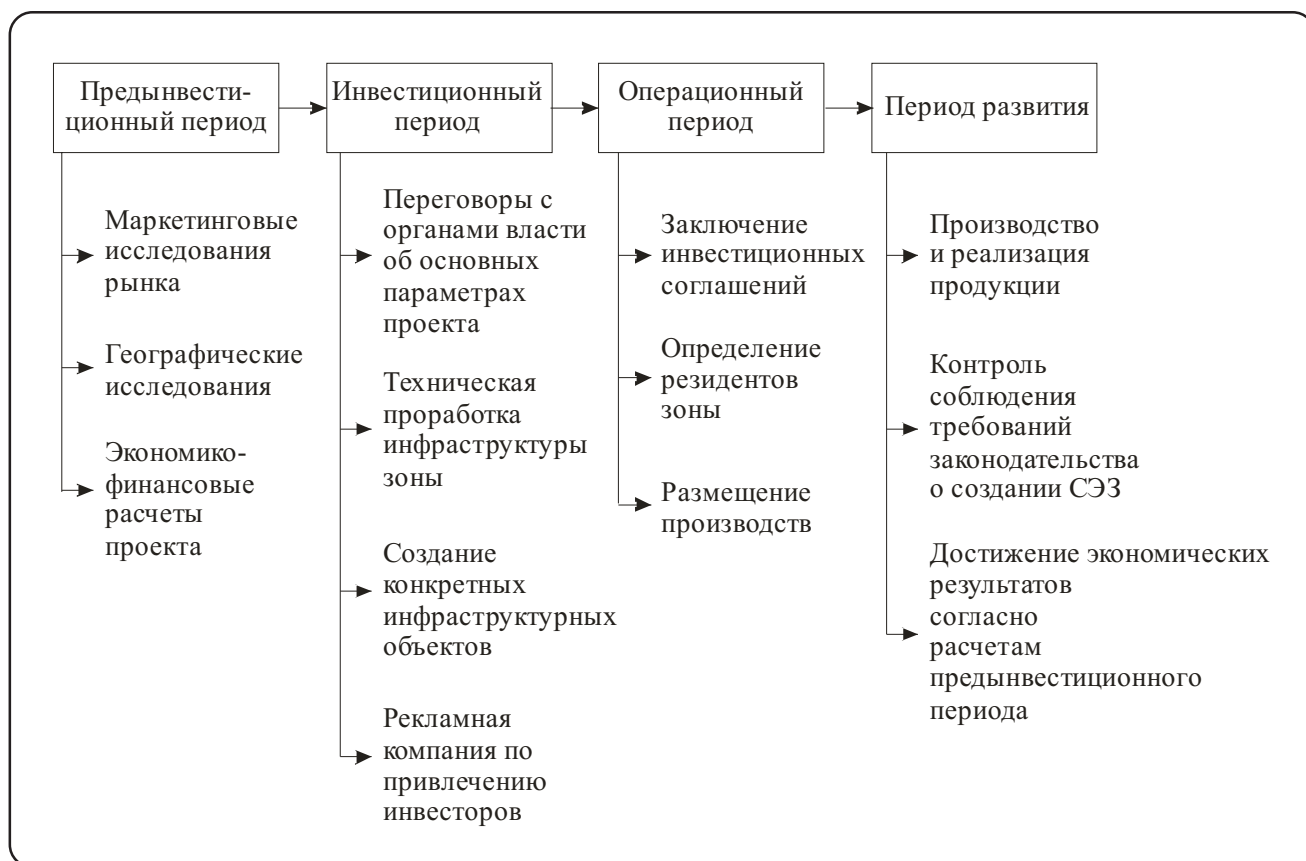 Предынвести-
ционный период
Инвестиционный
период
Операционный
период
Период развития
Маркетинговые
исследования
рынка
Географические
исследования
Экономико-
финансовые
расчеты
проекта
Переговоры с
органами власти
об основных
параметрах
проекта
Техническая
проработка
инфраструктуры
зоны
Создание
конкретных
инфраструктурных
объектов
Рекламная
компания по
привлечению
инвесторов
Заключение
инвестиционных
соглашений
Определение
резидентов
зоны
Размещение
производств
Производство
и реализация
продукции
Контроль
соблюдения
требований
законодательства
о создании СЭЗ
Достижение экономических
результатов
согласно
расчетам
предынвестиционного
периода